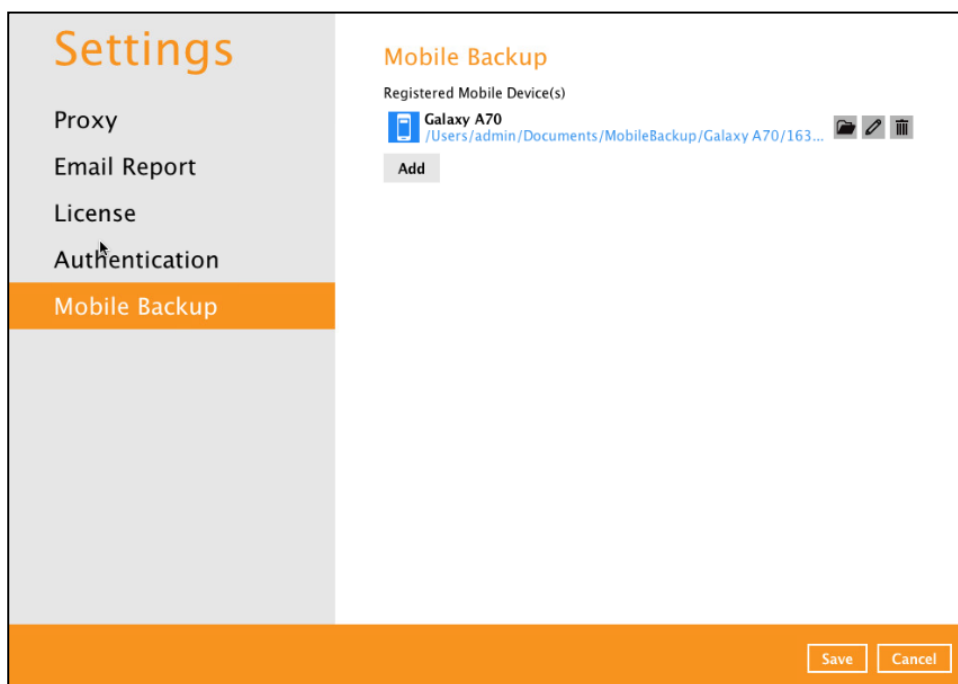 Settings
Proxy
Email Report
License
Authentication
Mobile Backup
Mobile Backup
Registered Mobile Device(s)
Galaxy A70
/Users/admin/Documents/MobileBackup/Galaxy A70/163...
Add
Save
Cancel